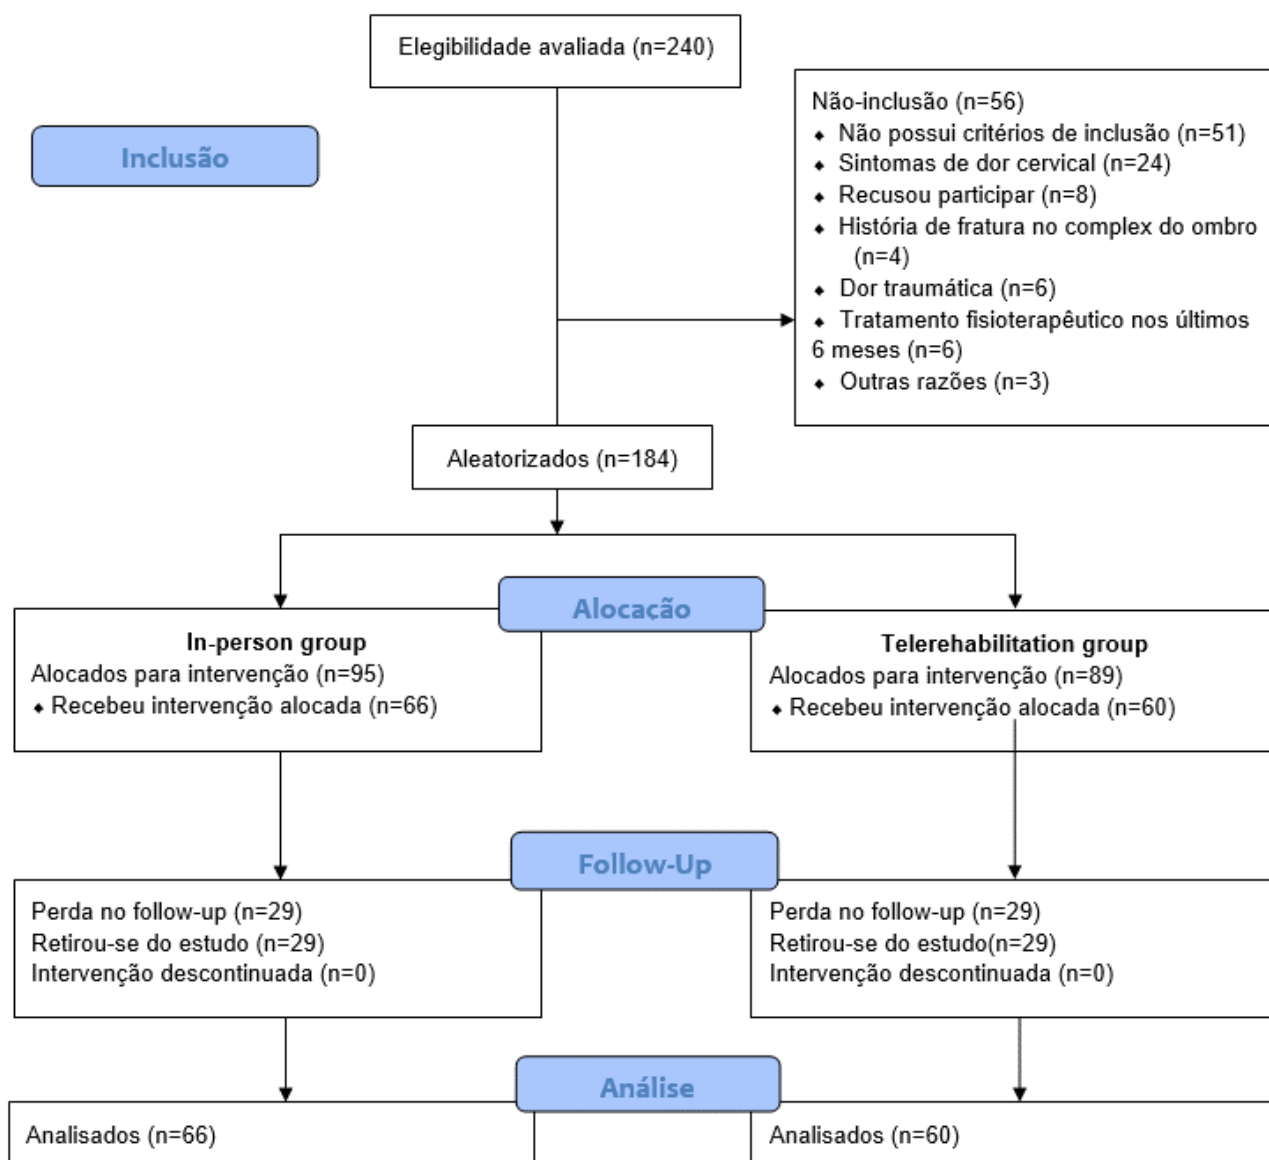 Elegibilidade avaliada (n=240)
Não-inclusão (n=56)
⬥ Não possui critérios de inclusão (n=51)
⬥ Sintomas de dor cervical (n=24)
⬥ Recusou participar (n=8)
⬥ História de fratura no complex do ombro
(n=4)
⬥ Dor traumática (n=6)
⬥ Tratamento fisioterapêutico nos últimos
6 meses (n=6)
⬥ Outras razões (n=3)
Inclusão
Aleatorizados (n=184)
Alocação
In-person group
Alocados para intervenção (n=95)
⬥ Recebeu intervenção alocada (n=66)
Telerehabilitation group
Alocados para intervenção (n=89)
⬥ Recebeu intervenção alocada (n=60)
Follow-Up
Perda no follow-up (n=29)
Retirou-se do estudo (n=29)
Intervenção descontinuada (n=0)
Perda no follow-up (n=29)
Retirou-se do estudo(n=29)
Intervenção descontinuada (n=0)
Análise
Analisados (n=66)
Analisados (n=60)